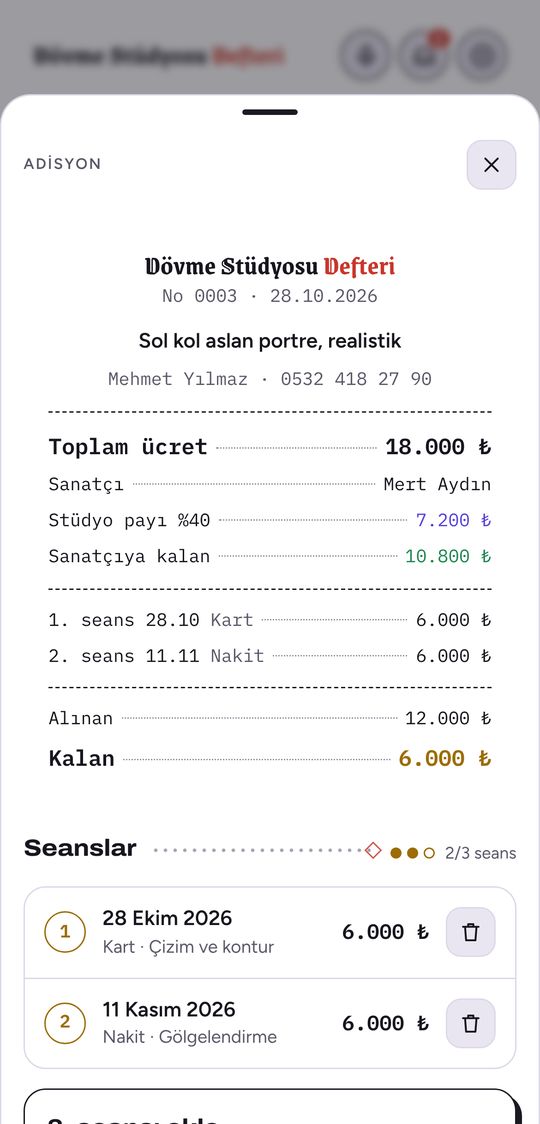 Dövme Stüdyosu Defteri
ADİSYON
Dövme Stüdyosu Defteri
No 0003 · 28.10.2026
Sol kol aslan portre, realistik
Mehmet Yılmaz · 0532 418 27 90
Toplam ücret 18.000 ₺
Sanatçı Mert Aydın
Stüdyo payı %40 7.200 ₺
Sanatçıya kalan 10.800 ₺
1. seans 28.10 Kart 6.000 ₺
2. seans 11.11 Nakit 6.000 ₺
Alınan 12.000 ₺
Kalan 6.000 ₺
Seanslar 2/3 seans
1 28 Ekim 2026 6.000 ₺
Kart · Çizim ve kontur
2 11 Kasım 2026 6.000 ₺
Nakit · Gölgelendirme